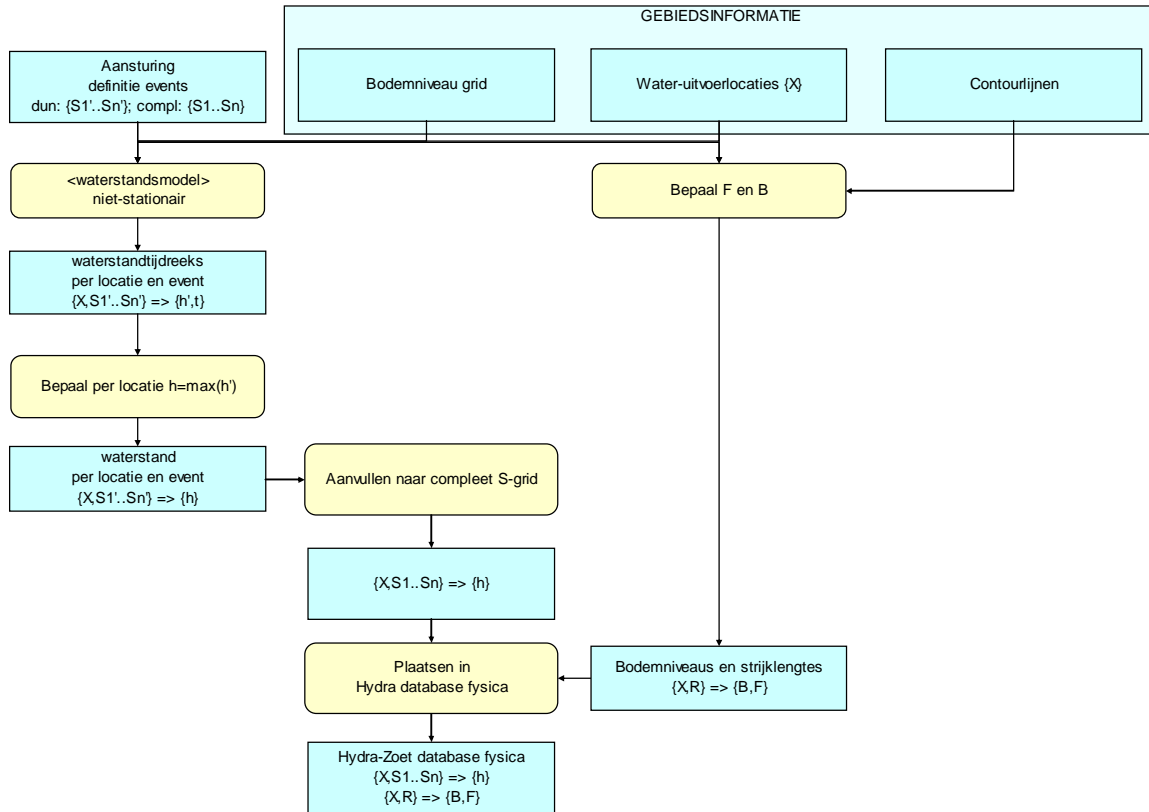 GEBIEDSINFORMATIE
Aansturing
definitie events
dun: {S1'..Sn'}; compl: {S1..Sn}
Bodemniveau grid
Water-uitvoerlocaties {X}
Contourlijnen
<waterstandsmodel>
niet-stationair
Bepaal F en B
waterstandtijdreeks
per locatie en event
{X,S1'..Sn'} => {h',t}
Bepaal per locatie h=max(h')
waterstand
per locatie en event
{X,S1'..Sn'} => {h}
Aanvullen naar compleet S-grid
{X,S1..Sn} => {h}
Plaatsen in
Hydra database fysica
Bodemniveaus en strijklengtes
{X,R} => {B,F}
Hydra-Zoet database fysica
{X,S1..Sn} => {h}
{X,R} => {B,F}